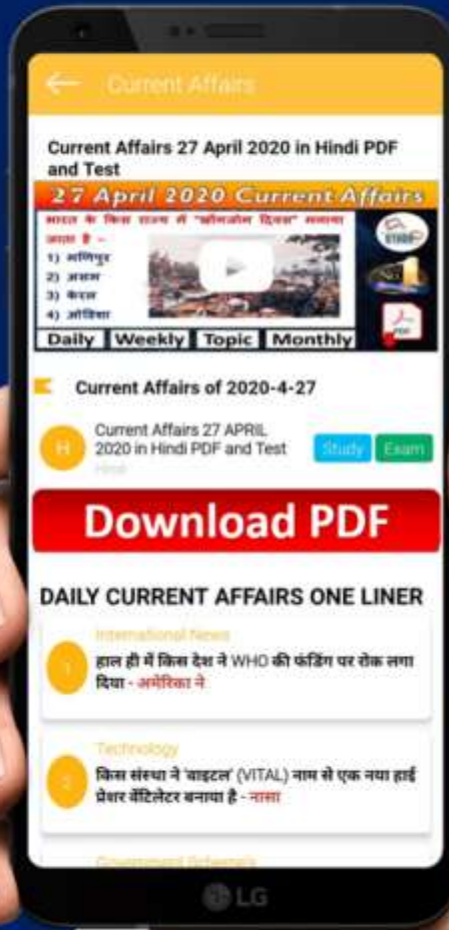 Current Affairs
Current Affairs 27 April 2020 in Hindi PDF
and Test
27 April 2020 Current Affairs
भारत के किस राज्य में "खोंगजोम दिवस" मनाया
जाता है -
1) मणिपुर
2) असम
3) केरल
4) ओडिशा
PDF
Daily Weekly Topic Monthly
Current Affairs of 2020-4-27
H
Current Affairs 27 APRIL
2020 in Hindi PDF and Test
Hindi
Study Exam
Download PDF
DAILY CURRENT AFFAIRS ONE LINER
International News
1
हाल ही में किस देश ने WHO की फंडिंग पर रोक लगा
दिया - अमेरिका ने
Technology
2
किस संस्था ने 'वाइटल' (VITAL) नाम से एक नया हाई
प्रेशर वेंटिलेटर बनाया है - नासा
Government Schemes
LG